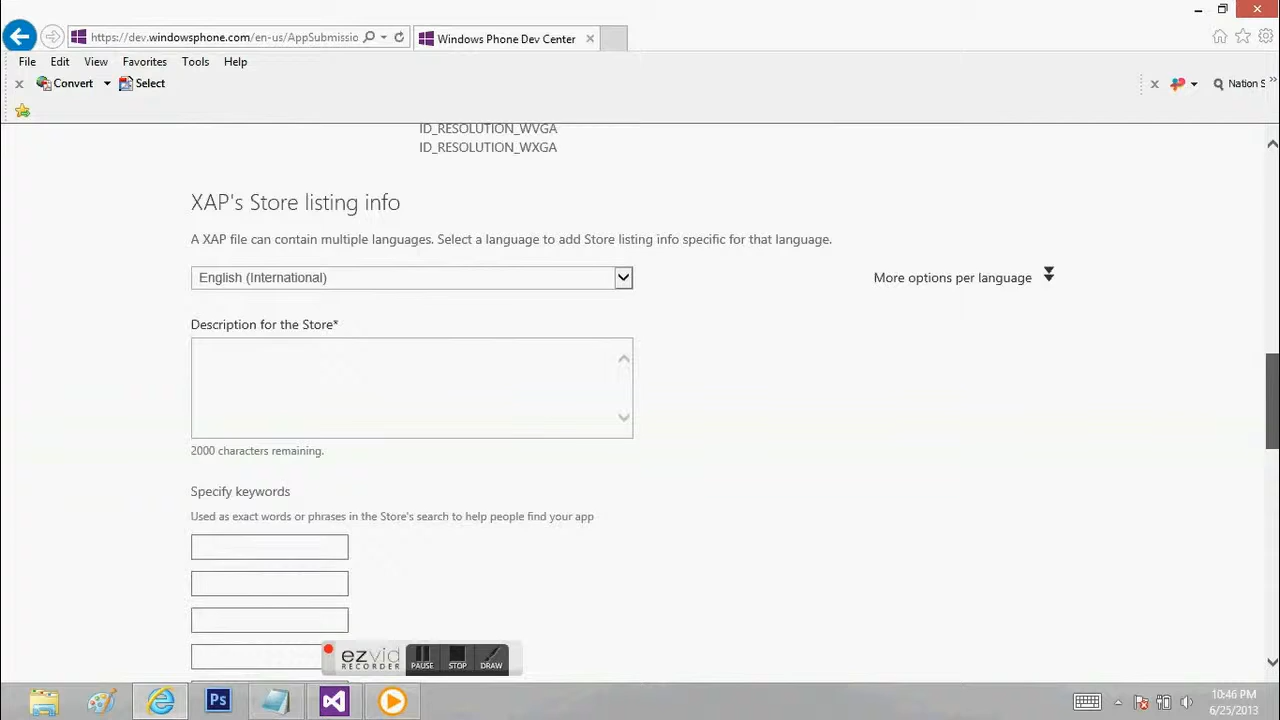 https://dev.windowsphone.com/en-us/AppSubmissio
Windows Phone Dev Center
File Edit View Favorites Tools Help
Convert Select
Nation S
ID_RESOLUTION_WVGA
ID_RESOLUTION_WXGA
XAP's Store listing info
A XAP file can contain multiple languages. Select a language to add Store listing info specific for that language.
English (International)
More options per language
Description for the Store*
2000 characters remaining.
Specify keywords
Used as exact words or phrases in the Store's search to help people find your app
ezvid
RECORDER
PAUSE STOP DRAW
Ps
10:46 PM
6/25/2013